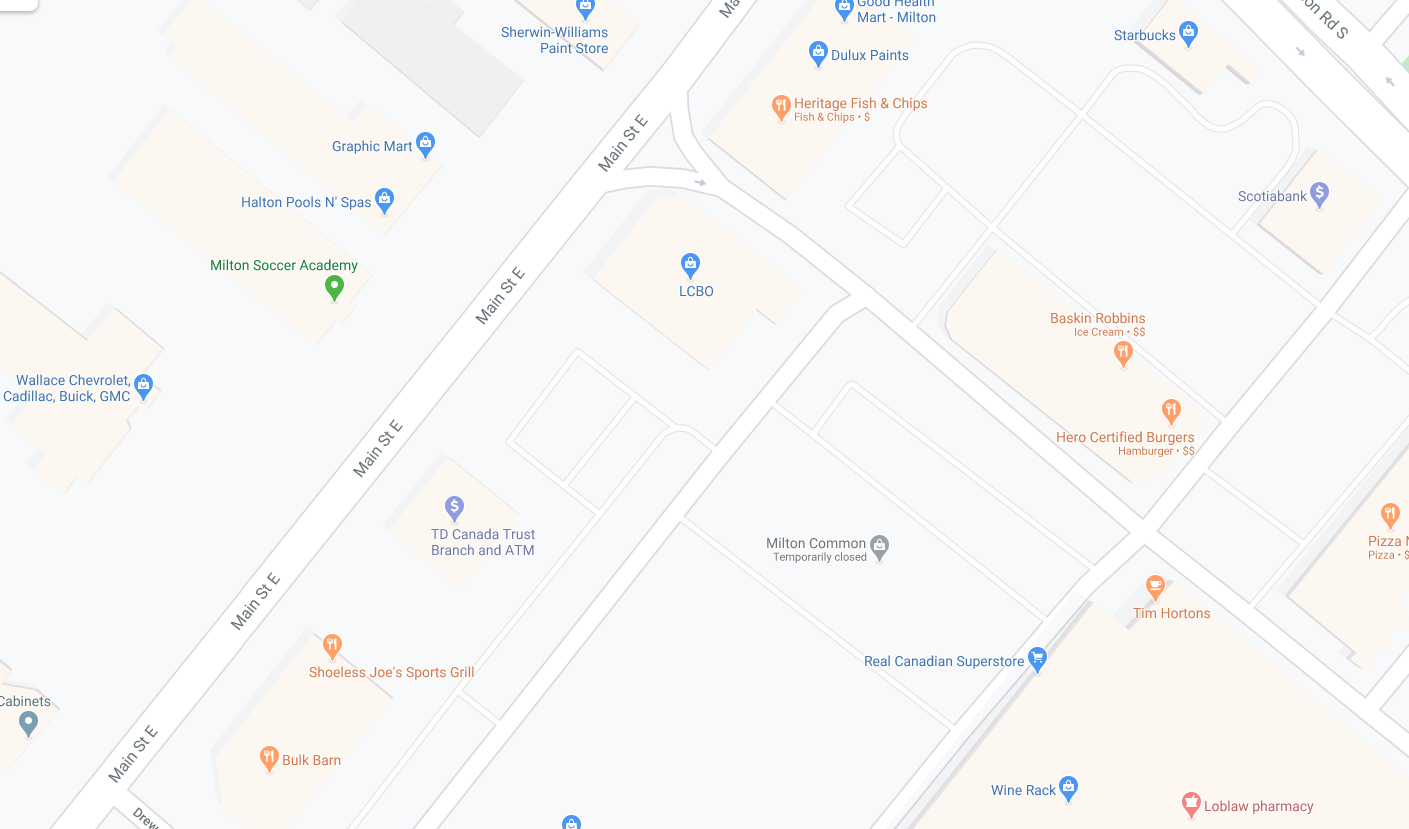 Good Health
Mart - Milton
Sherwin-Williams
Paint Store
Starbucks
Dulux Paints
Heritage Fish & Chips
Fish & Chips • $
Main St E
Graphic Mart
Halton Pools N' Spas
Scotiabank
Milton Soccer Academy
LCBO
Main St E
Baskin Robbins
Ice Cream • $$
Wallace Chevrolet,
Cadillac, Buick, GMC
Hero Certified Burgers
Hamburger • $$
Main St E
TD Canada Trust
Branch and ATM
Milton Common
Temporarily closed
Pizza
Pizza • $
Main St E
Tim Hortons
Real Canadian Superstore
Shoeless Joe's Sports Grill
Cabinets
Main St E
Bulk Barn
Wine Rack
Loblaw pharmacy